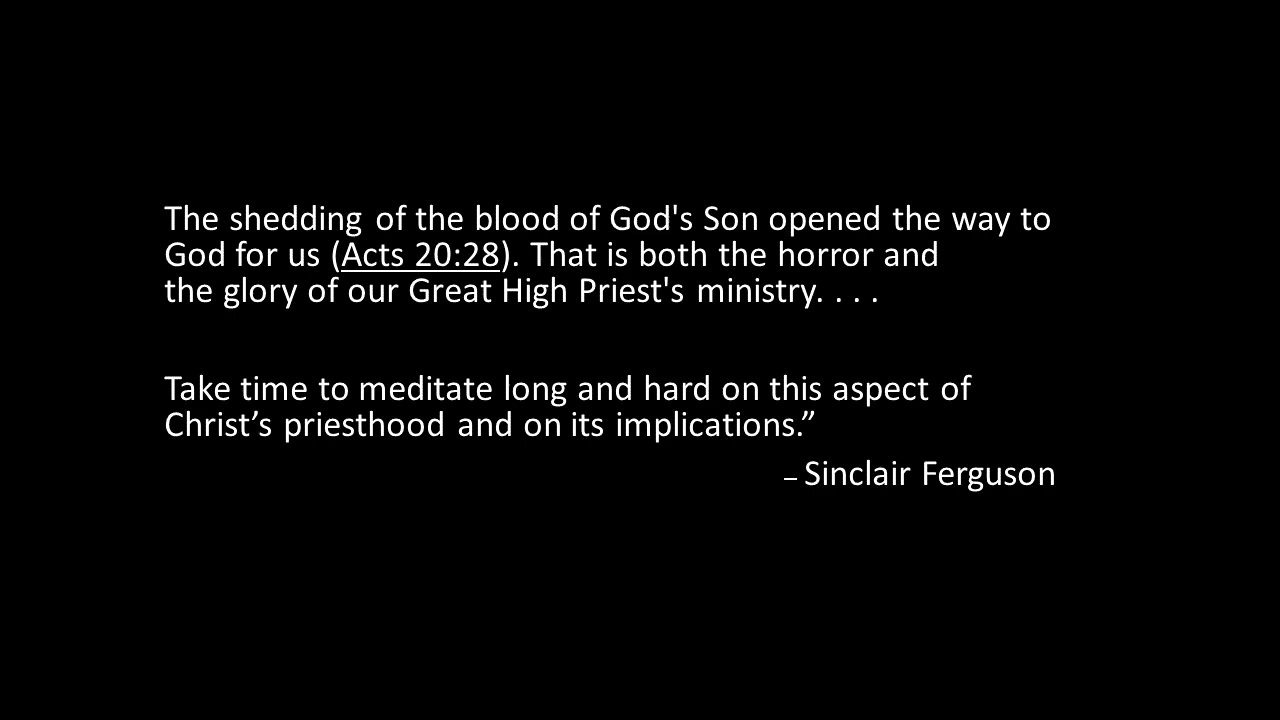 The shedding of the blood of God's Son opened the way to
God for us (Acts 20:28). That is both the horror and
the glory of our Great High Priest's ministry. . . .
Take time to meditate long and hard on this aspect of
Christ’s priesthood and on its implications.”
– Sinclair Ferguson